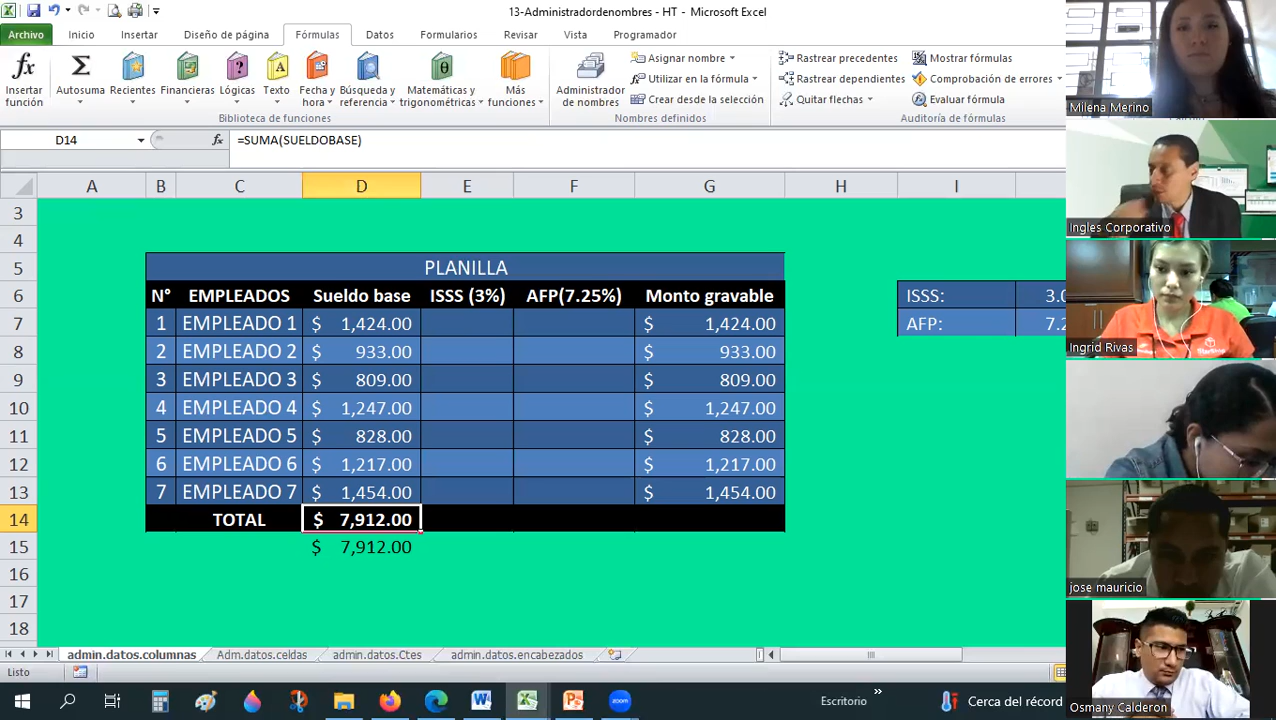 13-Administradordenombres - HT - Microsoft Excel
Archivo Inicio Insertar Diseño de página Fórmulas Datos Programador
Insertar función Autosuma Recientes Financieras Lógicas Texto Fecha y hora Búsqueda y referencia Matemáticas y trigonométricas Más funciones
Biblioteca de funciones
Administrador de nombres
Asignar nombre
Utilizar en la fórmula
Crear desde la selección
Nombres definidos
Rastrear precedentes
Rastrear dependientes
Quitar flechas
Mostrar fórmulas
Comprobación de errores
Evaluar fórmula
Auditoría de fórmulas
D14 fx =SUMA(SUELDOBASE)
A B C D E F G H
3
4
5 PLANILLA
6 N° EMPLEADOS Sueldo base ISSS (3%) AFP(7.25%) Monto gravable ISSS: 3.0
7 1 EMPLEADO 1 $ 1,424.00 $ 1,424.00 AFP: 7.2
8 2 EMPLEADO 2 $ 933.00 $ 933.00
9 3 EMPLEADO 3 $ 809.00 $ 809.00
10 4 EMPLEADO 4 $ 1,247.00 $ 1,247.00
11 5 EMPLEADO 5 $ 828.00 $ 828.00
12 6 EMPLEADO 6 $ 1,217.00 $ 1,217.00
13 7 EMPLEADO 7 $ 1,454.00 $ 1,454.00
14 TOTAL $ 7,912.00
15 $ 7,912.00
16
17
18
admin.datos.columnas Adm.datos.celdas admin.datos.Ctes admin.datos.encabezados
Listo
Escritorio » Cerca del récord
Milena Merino
Ingles Corporativo
Ingrid Rivas
jose mauricio
Osmany Calderon
zoom